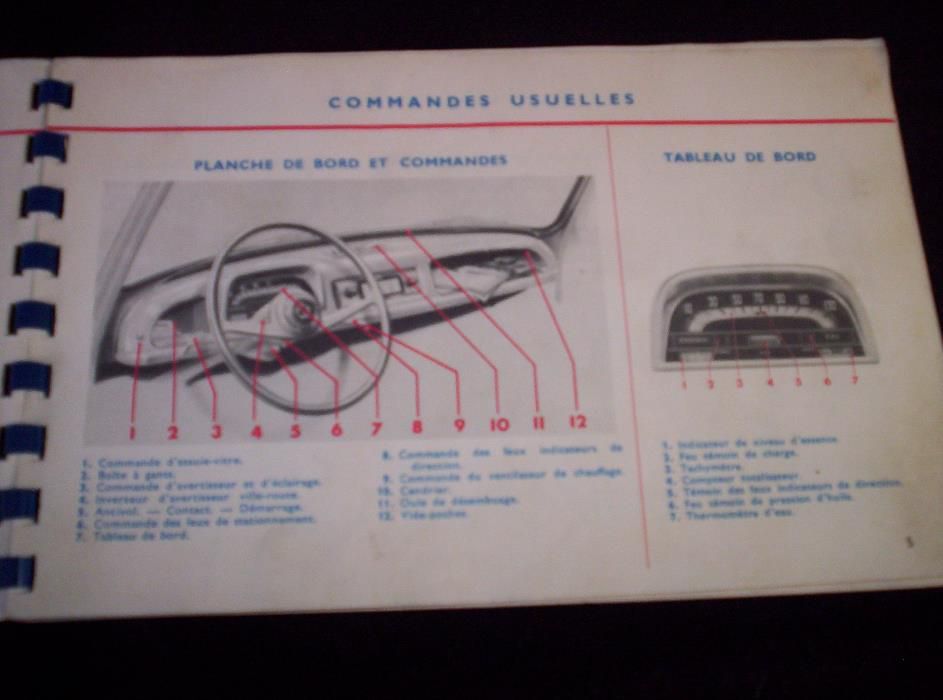 COMMANDES USUELLES
PLANCHE DE BORD ET COMMANDES
1 2 3 4 5 6 7 8 9 10 11 12
1. Commande d'essuie-vitre.
2. Boîte à gants.
3. Commande d'avertisseur et d'éclairage.
4. Inverseur d'avertisseur ville-route.
5. Antivol. — Contact. — Démarrage.
6. Commande des feux de stationnement.
7. Tableau de bord.
8. Commande des feux indicateurs de
direction.
9. Commande du ventilateur de chauffage.
10. Cendrier.
11. Ouïe de désembuage.
12. Vide-poches.
TABLEAU DE BORD
30 50 70 90
1 2 3 4 5 6 7
1. Indicateur de niveau d'essence.
2. Feu témoin de charge.
3. Tachymètre.
4. Compteur totalisateur.
5. Témoin des feux indicateurs de direction.
6. Feu témoin de pression d'huile.
7. Thermomètre d'eau.